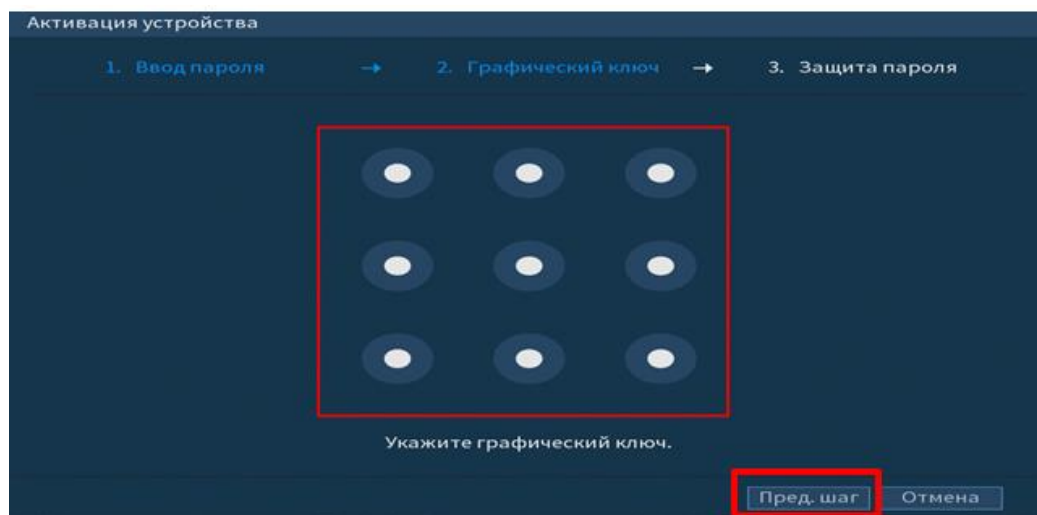 Активация устройства
1. Ввод пароля → 2. Графический ключ → 3. Защита пароля
Укажите графический ключ.
Пред. шаг Отмена